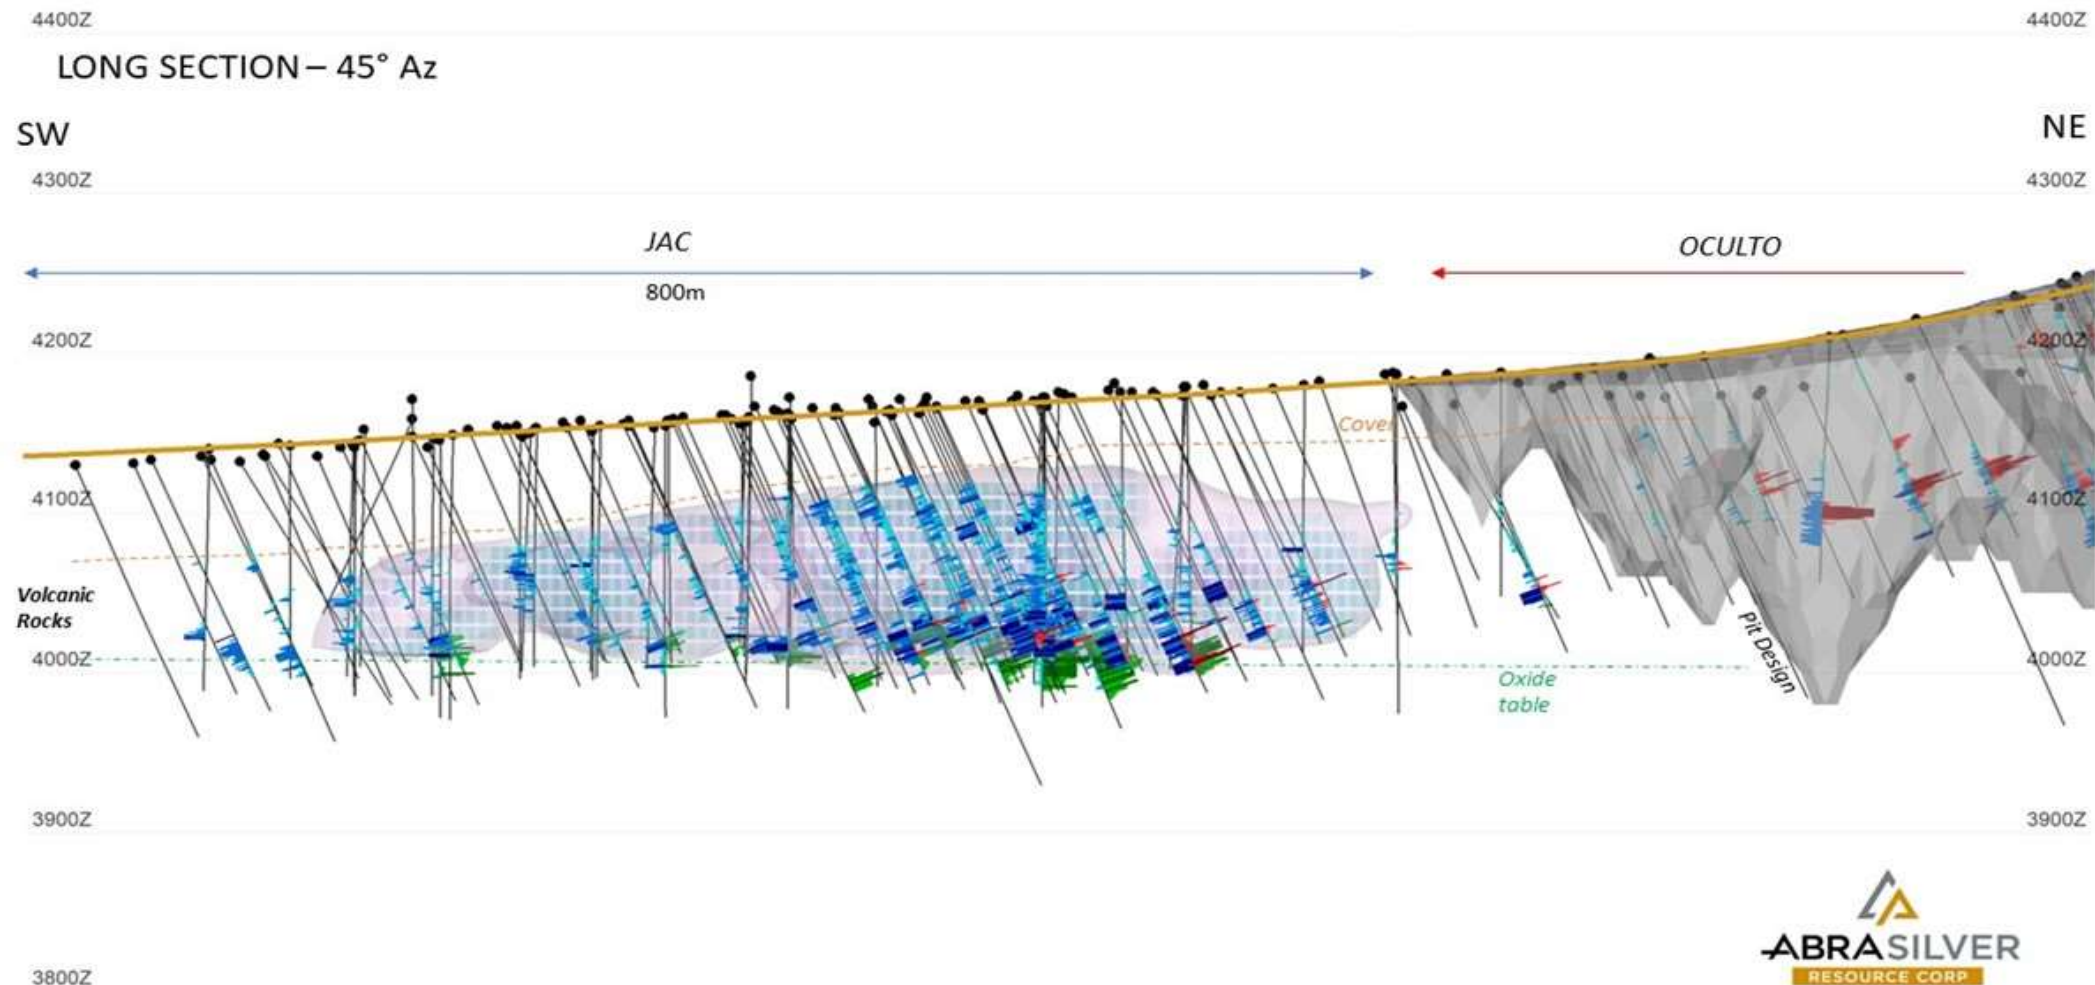 4400Z 4400Z
LONG SECTION – 45° Az
SW NE
4300Z 4300Z
JAC OCULTO
800m
4200Z 4200Z
Cover
4100Z 4100Z
Volcanic
Rocks
Pit Design
4000Z 4000Z
Oxide
table
3900Z 3900Z
ABRASILVER
RESOURCE CORP
3800Z